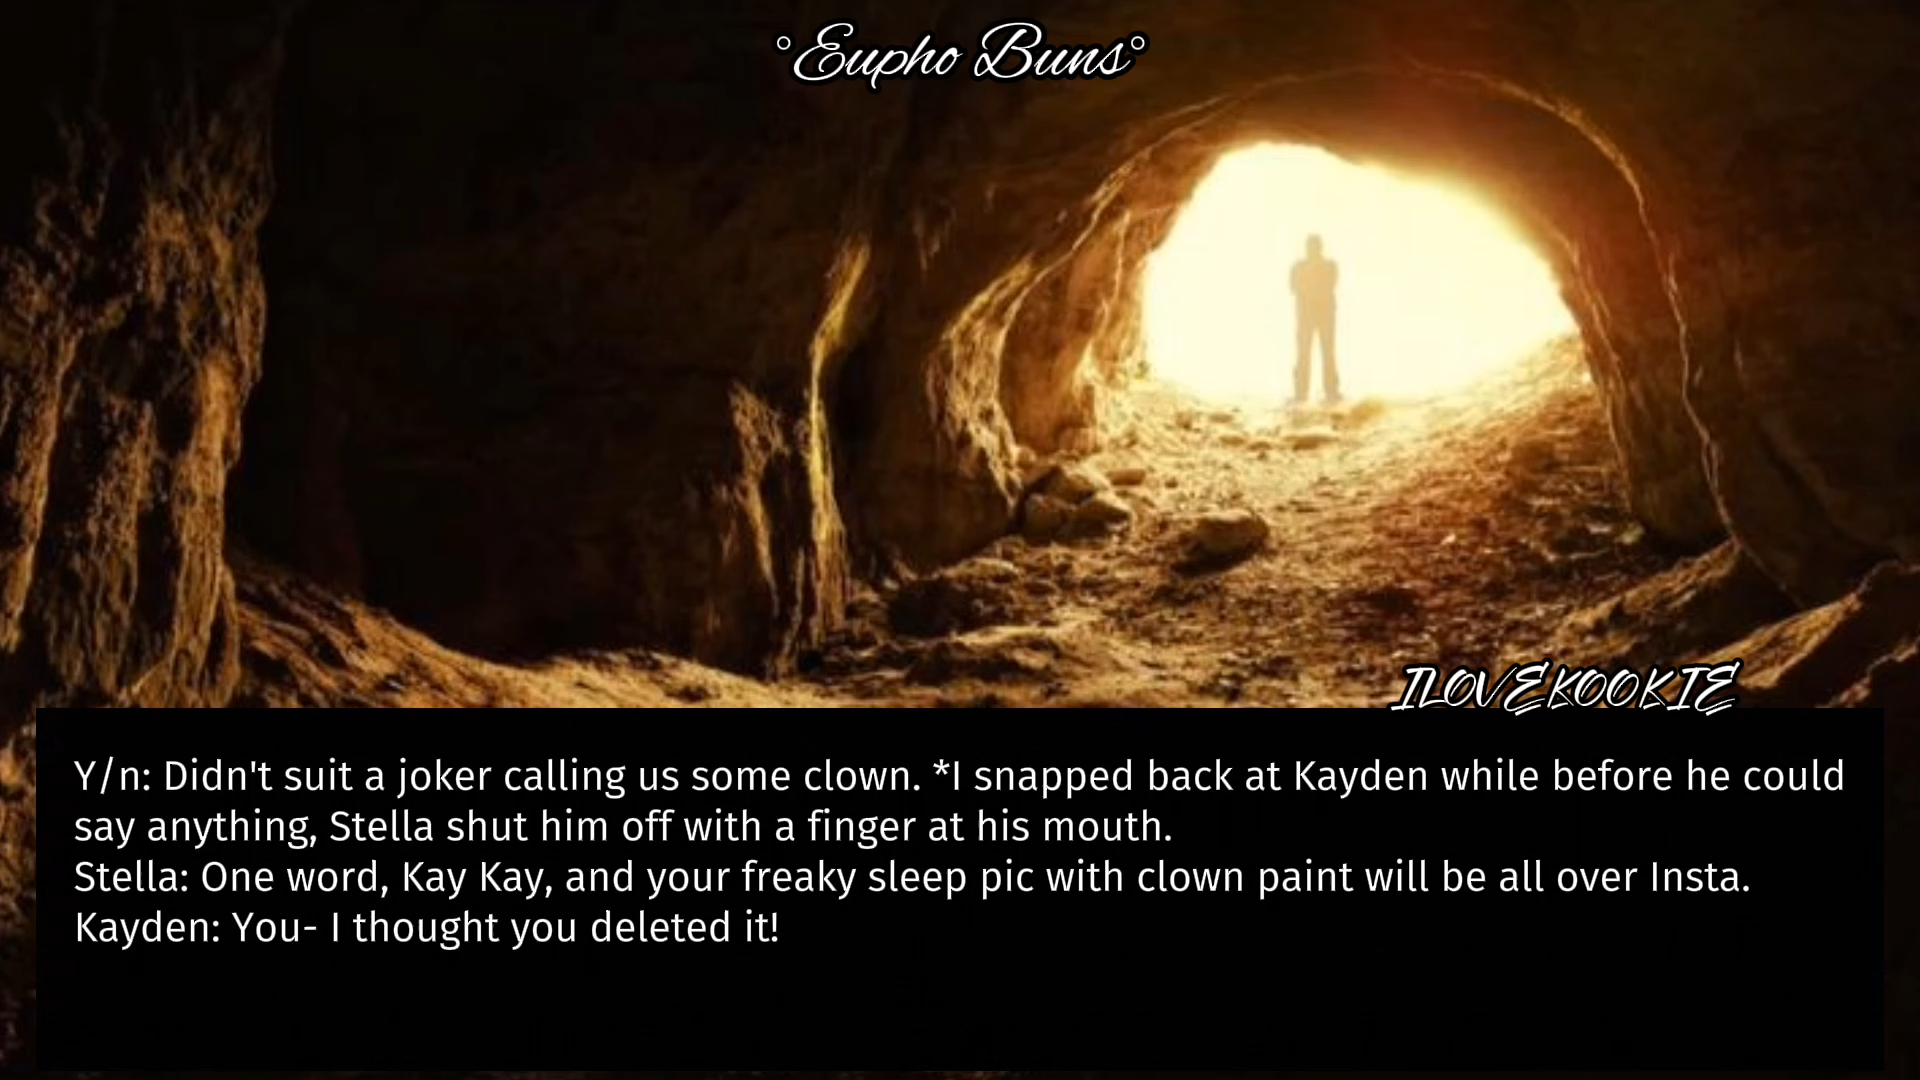 °Eupho Buns°
ILOVEKOOKIE
Y/n: Didn't suit a joker calling us some clown. *I snapped back at Kayden while before he could
say anything, Stella shut him off with a finger at his mouth.
Stella: One word, Kay Kay, and your freaky sleep pic with clown paint will be all over Insta.
Kayden: You- I thought you deleted it!